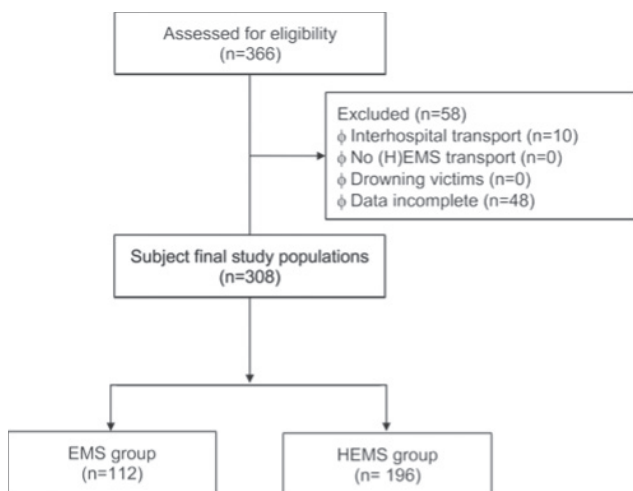 Assessed for eligibility
(n=366)
Excluded (n=58)
ϕ Interhospital transport (n=10)
ϕ No (H)EMS transport (n=0)
ϕ Drowning victims (n=0)
ϕ Data incomplete (n=48)
Subject final study populations
(n=308)
EMS group
(n=112)
HEMS group
(n= 196)